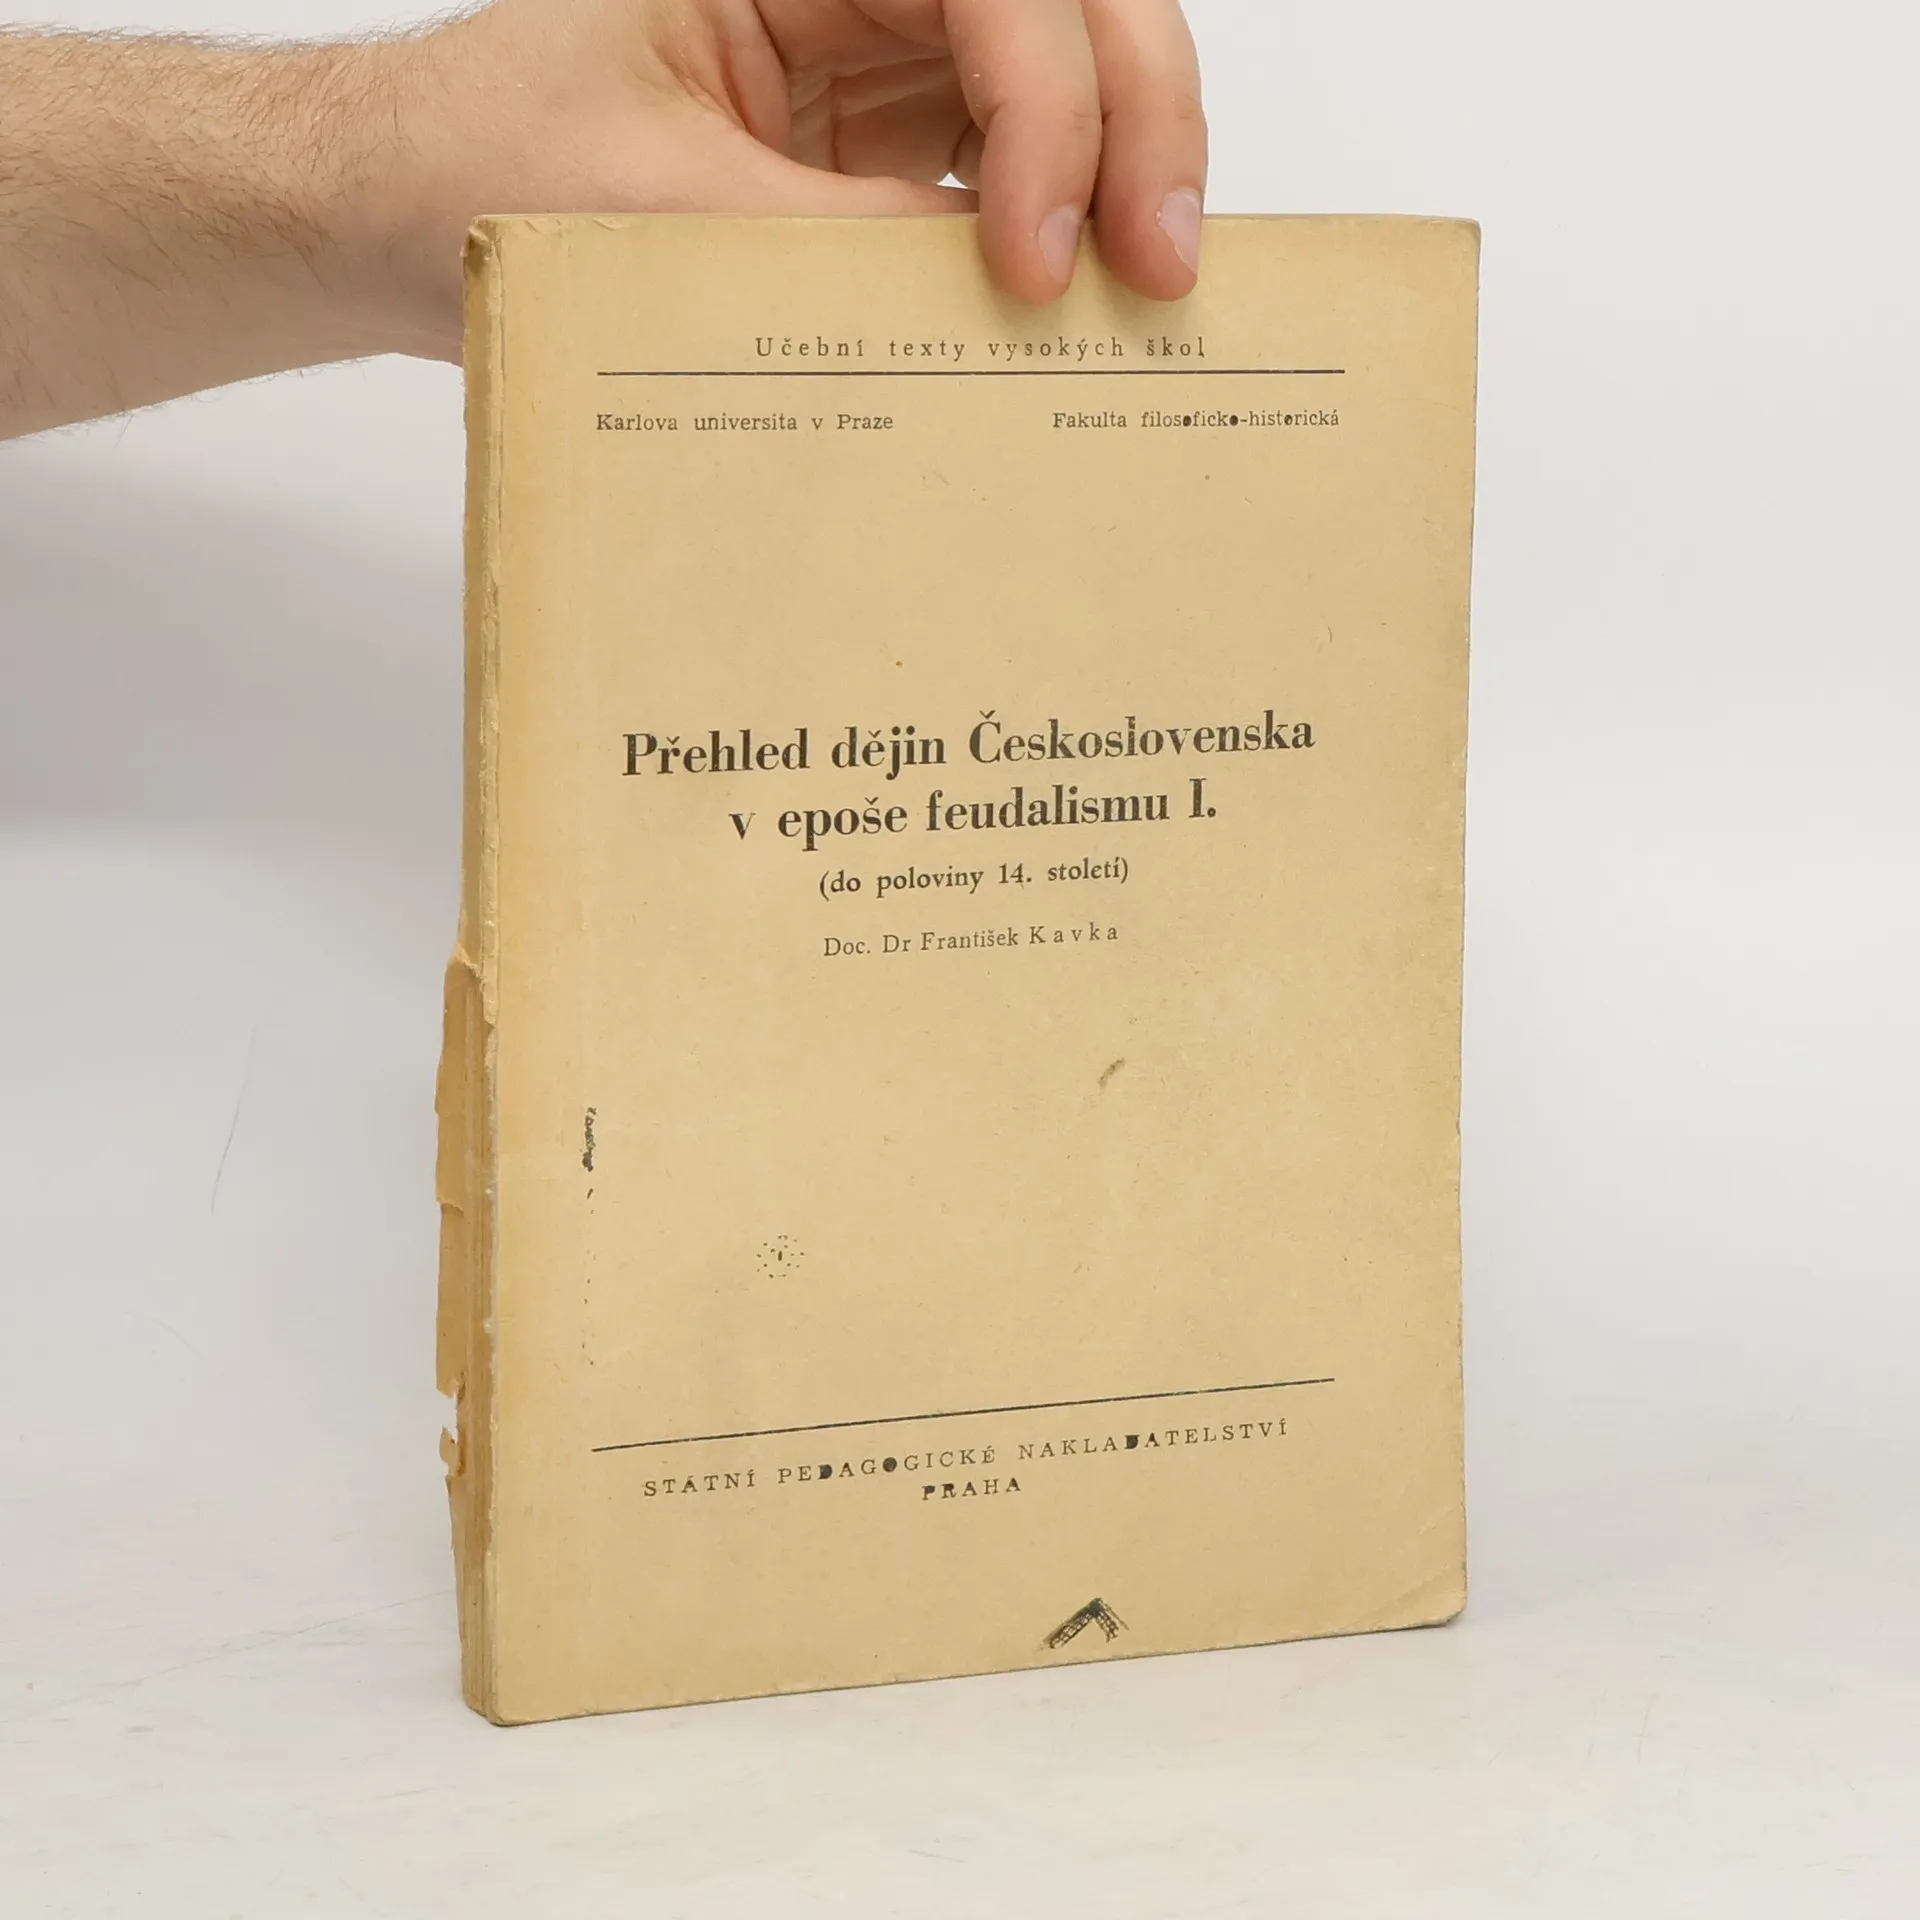 Učební texty vysokých škol
Karlova universita v Praze Fakulta filosoficko-historická
Přehled dějin Československa
v epoše feudalismu I.
(do poloviny 14. století)
Doc. Dr František Kavka
STÁTNÍ PEDAGOGICKÉ NAKLADATELSTVÍ
PRAHA